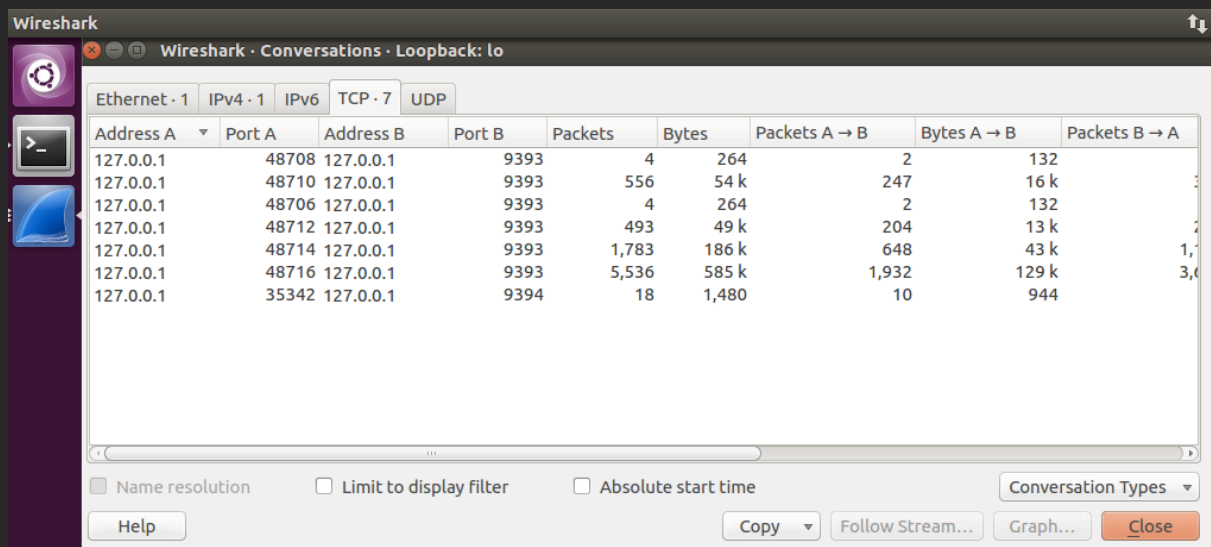 Wireshark
Wireshark · Conversations · Loopback: lo
Ethernet · 1 IPv4 · 1 IPv6 TCP · 7 UDP
Address A Port A Address B Port B Packets Bytes Packets A → B Bytes A → B Packets B → A
127.0.0.1 48708 127.0.0.1 9393 4 264 2 132
127.0.0.1 48710 127.0.0.1 9393 556 54 k 247 16 k
127.0.0.1 48706 127.0.0.1 9393 4 264 2 132
127.0.0.1 48712 127.0.0.1 9393 493 49 k 204 13 k
127.0.0.1 48714 127.0.0.1 9393 1,783 186 k 648 43 k
127.0.0.1 48716 127.0.0.1 9393 5,536 585 k 1,932 129 k
127.0.0.1 35342 127.0.0.1 9394 18 1,480 10 944
Name resolution Limit to display filter Absolute start time Conversation Types
Help Copy Follow Stream... Graph... Close